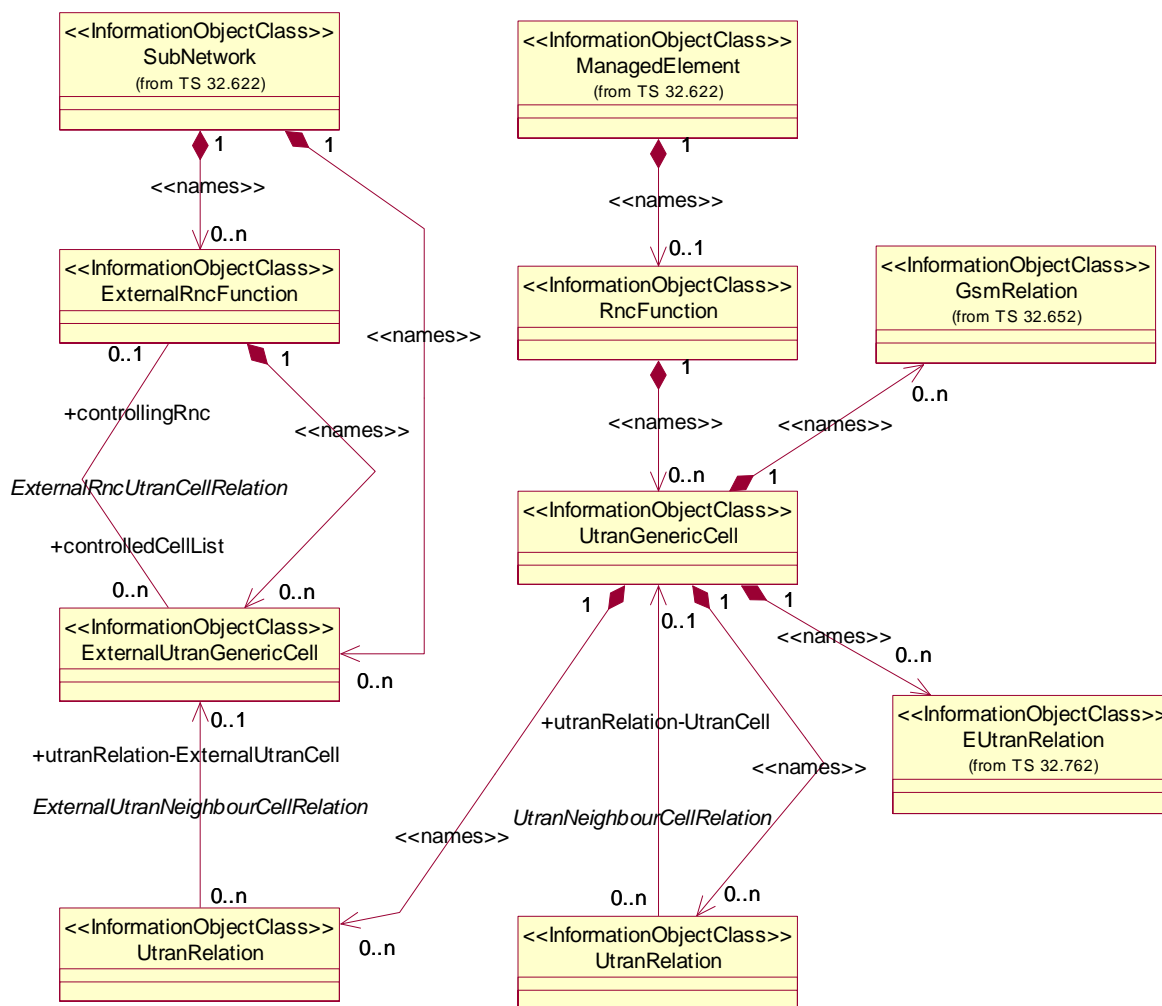 <<InformationObjectClass>>
SubNetwork
(from TS 32.622)
<<InformationObjectClass>>
ManagedElement
(from TS 32.622)
1
1
1
<<names>>
<<names>>
0..n
0..1
<<InformationObjectClass>>
ExternalRncFunction
<<InformationObjectClass>>
RncFunction
<<InformationObjectClass>>
GsmRelation
(from TS 32.652)
<<names>>
0..1
1
1
0..n
+controllingRnc
<<names>>
<<names>>
<<names>>
ExternalRncUtranCellRelation
0..n
1
+controlledCellList
<<InformationObjectClass>>
UtranGenericCell
0..n
0..n
1
0..1
1
1
<<InformationObjectClass>>
ExternalUtranGenericCell
<<names>>
0..n
0..n
0..1
+utranRelation-ExternalUtranCell
+utranRelation-UtranCell
<<InformationObjectClass>>
EUtranRelation
(from TS 32.762)
<<names>>
ExternalUtranNeighbourCellRelation
UtranNeighbourCellRelation
<<names>>
0..n
0..n
0..n
<<InformationObjectClass>>
UtranRelation
0..n
<<InformationObjectClass>>
UtranRelation